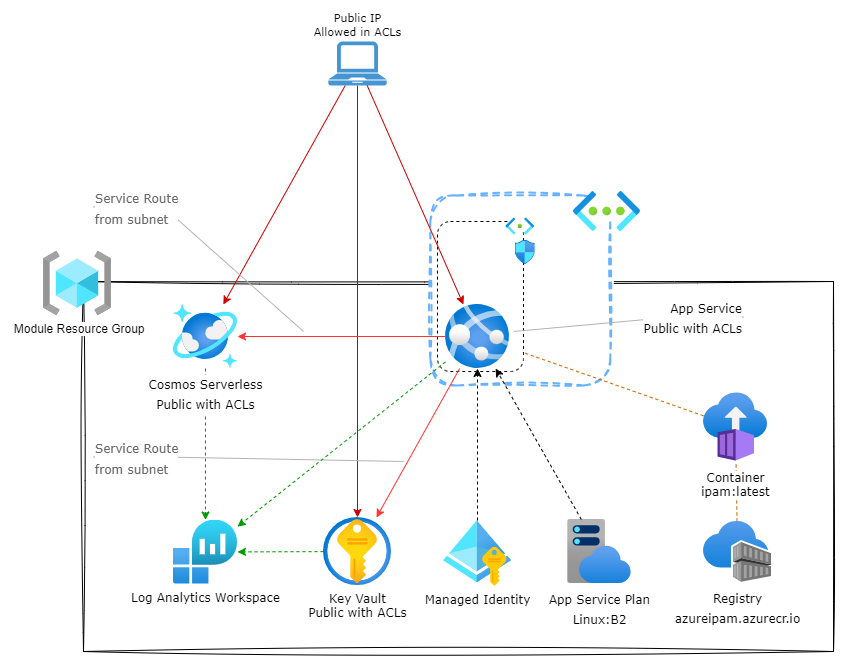 Public IP
Allowed in ACLs
Service Route
from subnet
Module Resource Group
App Service
Public with ACLs
Cosmos Serverless
Public with ACLs
Service Route
from subnet
Container
ipam:latest
Log Analytics Workspace
Key Vault
Public with ACLs
Managed Identity
App Service Plan
Linux:B2
Registry
azureipam.azurecr.io